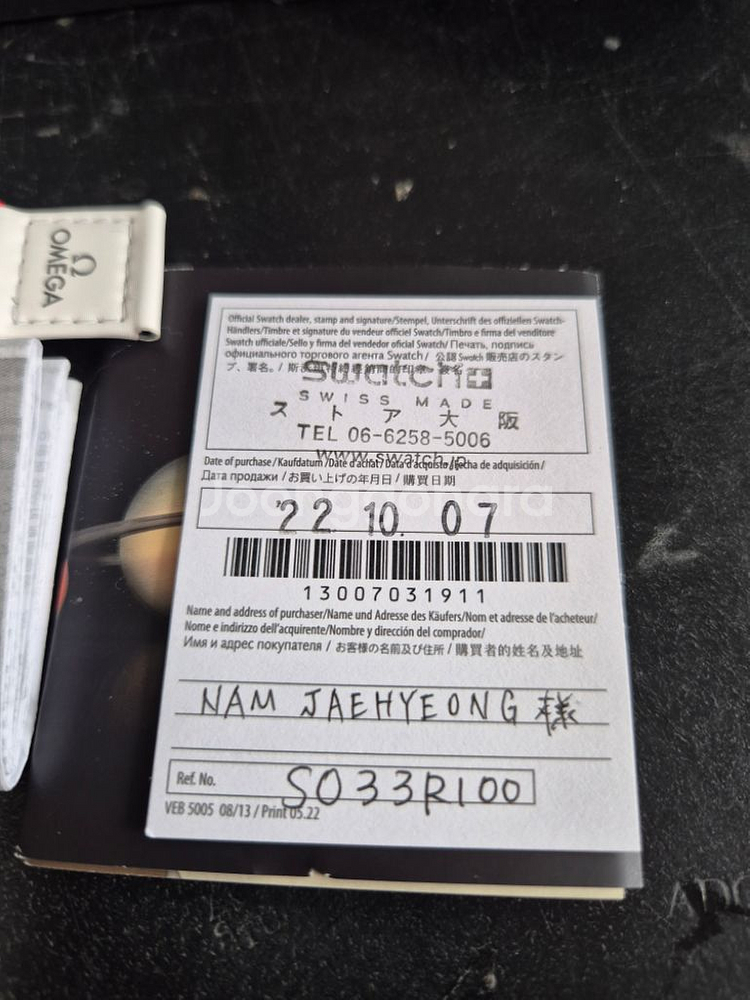 Ω
OMEGA
Official Swatch dealer, stamp and signature/Stempel, Unterschrift des offiziellen Swatch-
Händlers/Timbre et signature du vendeur officiel Swatch/Timbro e firma del venditore
Swatch ufficiale/Sello y firma del vendedor oficial Swatch/ Печать, подпись
официального торгового агента Swatch / 公認 Swatch 販売店のスタン
プ、署名。/
swatch
SWISS MADE
ストア大阪
TEL 06-6258-5006
www.swatch.jp
Date of purchase/Kaufdatum/Date d'achat/Data d'acquisto/Fecha de adquisición/
Дата продажи /お買い上げの年月日/ 購買日期
Joonggonara
'22 10. 07
13007031911
Name and address of purchaser/Name und Adresse des Käufers/Nom et adresse de l'acheteur/
Nome e indirizzo dell'acquirente/Nombre y dirección del comprador/
Имя и адрес покупателя / お客様の名前及び住所 / 購買者的姓名及地址
NAM JAEHYEONG 様
Ref. No. SO33R100
VEB 5005 08/13 / Print 05.22